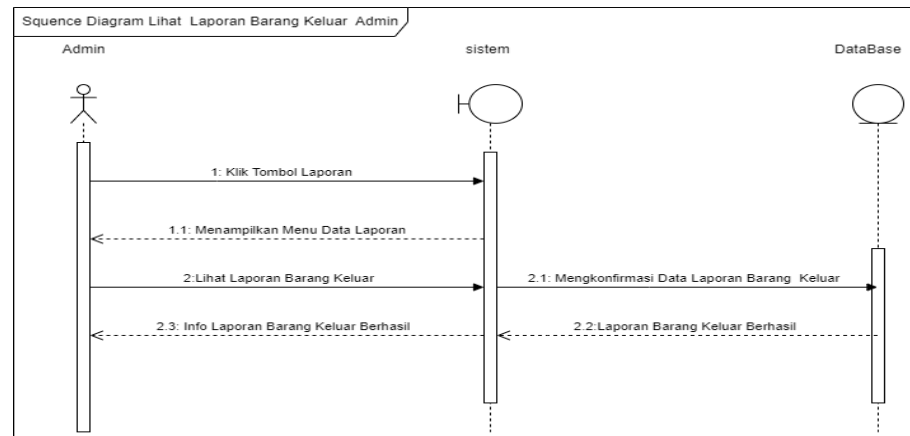 Squence Diagram Lihat Laporan Barang Keluar Admin
Admin
sistem
DataBase
1: Klik Tombol Laporan
1.1: Menampilkan Menu Data Laporan
2:Lihat Laporan Barang Keluar
2.1: Mengkonfirmasi Data Laporan Barang Keluar
2.3: Info Laporan Barang Keluar Berhasil
2.2:Laporan Barang Keluar Berhasil